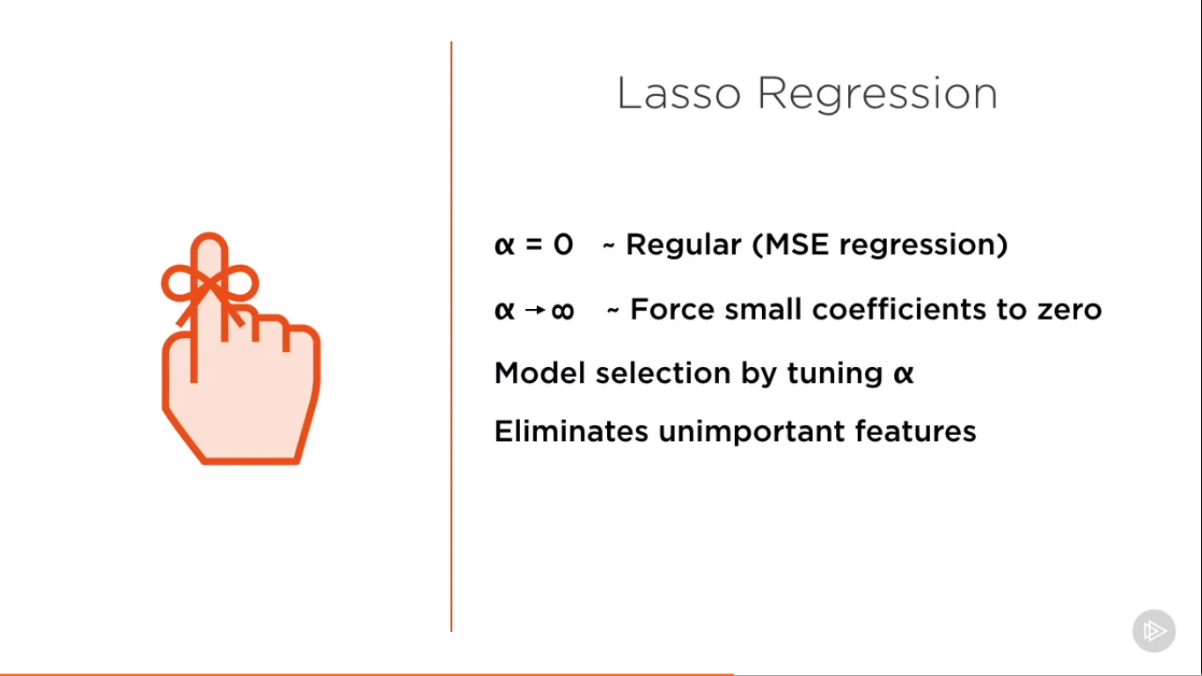 Lasso Regression
α = 0 ~ Regular (MSE regression)
α → ∞ ~ Force small coefficients to zero
Model selection by tuning α
Eliminates unimportant features